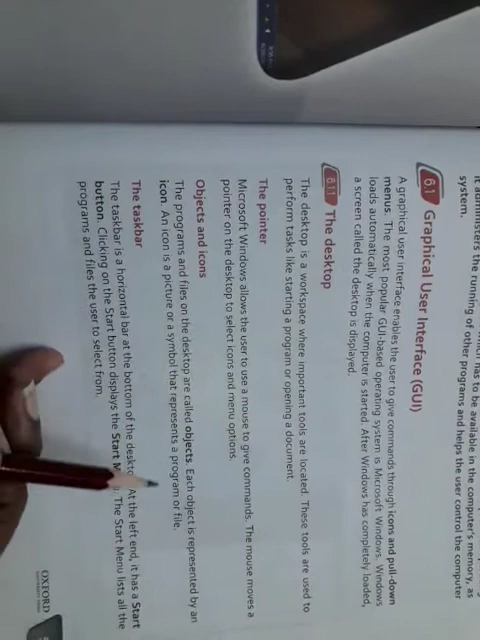 it administers the running of other programs and helps the user control the computer
system.
6.1 Graphical User Interface (GUI)
A graphical user interface enables the user to give commands through icons and pull-down
menus. The most popular GUI-based operating system is Microsoft Windows. Windows
loads automatically when the computer is started. After Windows has completely loaded,
a screen called the desktop is displayed.
6.1.1 The desktop
The desktop is a workspace where important tools are located. These tools are used to
perform tasks like starting a program or opening a document.
The pointer
Microsoft Windows allows the user to use a mouse to give commands. The mouse moves a
pointer on the desktop to select icons and menu options.
Objects and icons
The programs and files on the desktop are called objects. Each object is represented by an
icon. An icon is a picture or a symbol that represents a program or file.
The taskbar
The taskbar is a horizontal bar at the bottom of the At the left end, it has a Start
button. Clicking on the Start button displays the Start The Start Menu lists all the
programs and files the user to select from.
OXFORD